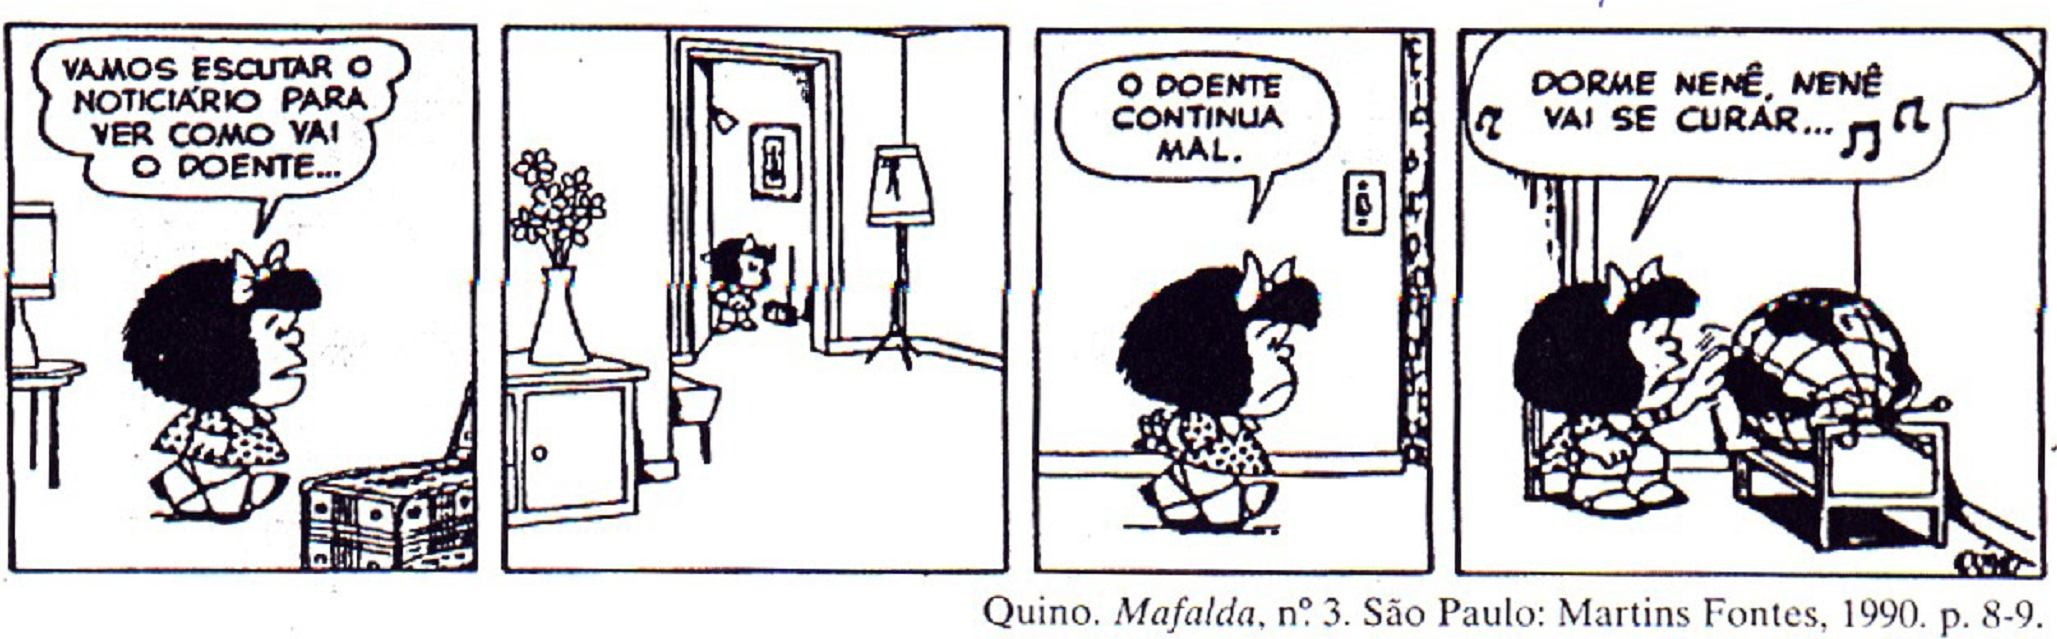 VAMOS ESCUTAR O
NOTICIÁRIO PARA
VER COMO VAI
O DOENTE...
O DOENTE
CONTINUA
MAL.
DORME NENÊ, NENÊ
VAI SE CURAR...
Quino. Mafalda, nº 3. São Paulo: Martins Fontes, 1990. p. 8-9.